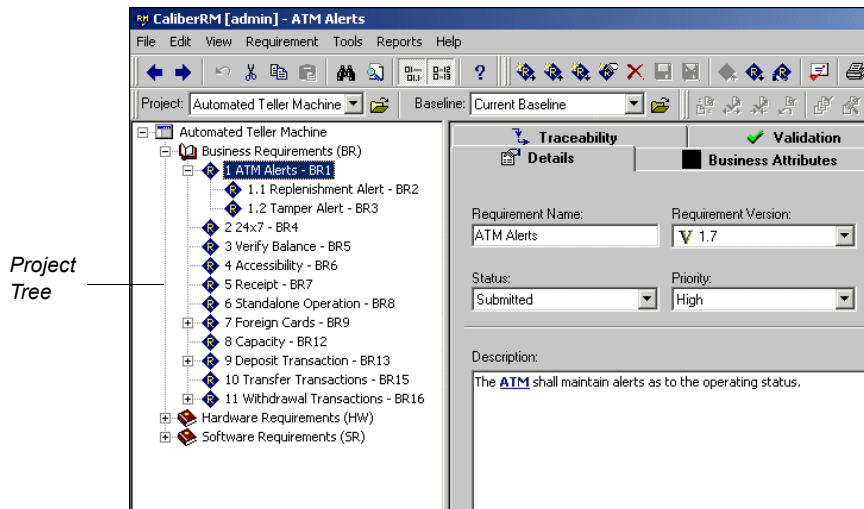 CaliberRM [admin] - ATM Alerts
File Edit View Requirement Tools Reports Help
Project: Automated Teller Machine Baseline: Current Baseline
Automated Teller Machine
Business Requirements (BR)
1 ATM Alerts - BR1
1.1 Replenishment Alert - BR2
1.2 Tamper Alert - BR3
2 24x7 - BR4
3 Verify Balance - BR5
4 Accessibility - BR6
5 Receipt - BR7
6 Standalone Operation - BR8
7 Foreign Cards - BR9
8 Capacity - BR12
9 Deposit Transaction - BR13
10 Transfer Transactions - BR15
11 Withdrawal Transactions - BR16
Hardware Requirements (HW)
Software Requirements (SR)
Project
Tree
Traceability Validation
Details Business Attributes
Requirement Name: Requirement Version:
ATM Alerts 1.7
Status: Priority:
Submitted High
Description:
The ATM shall maintain alerts as to the operating status.